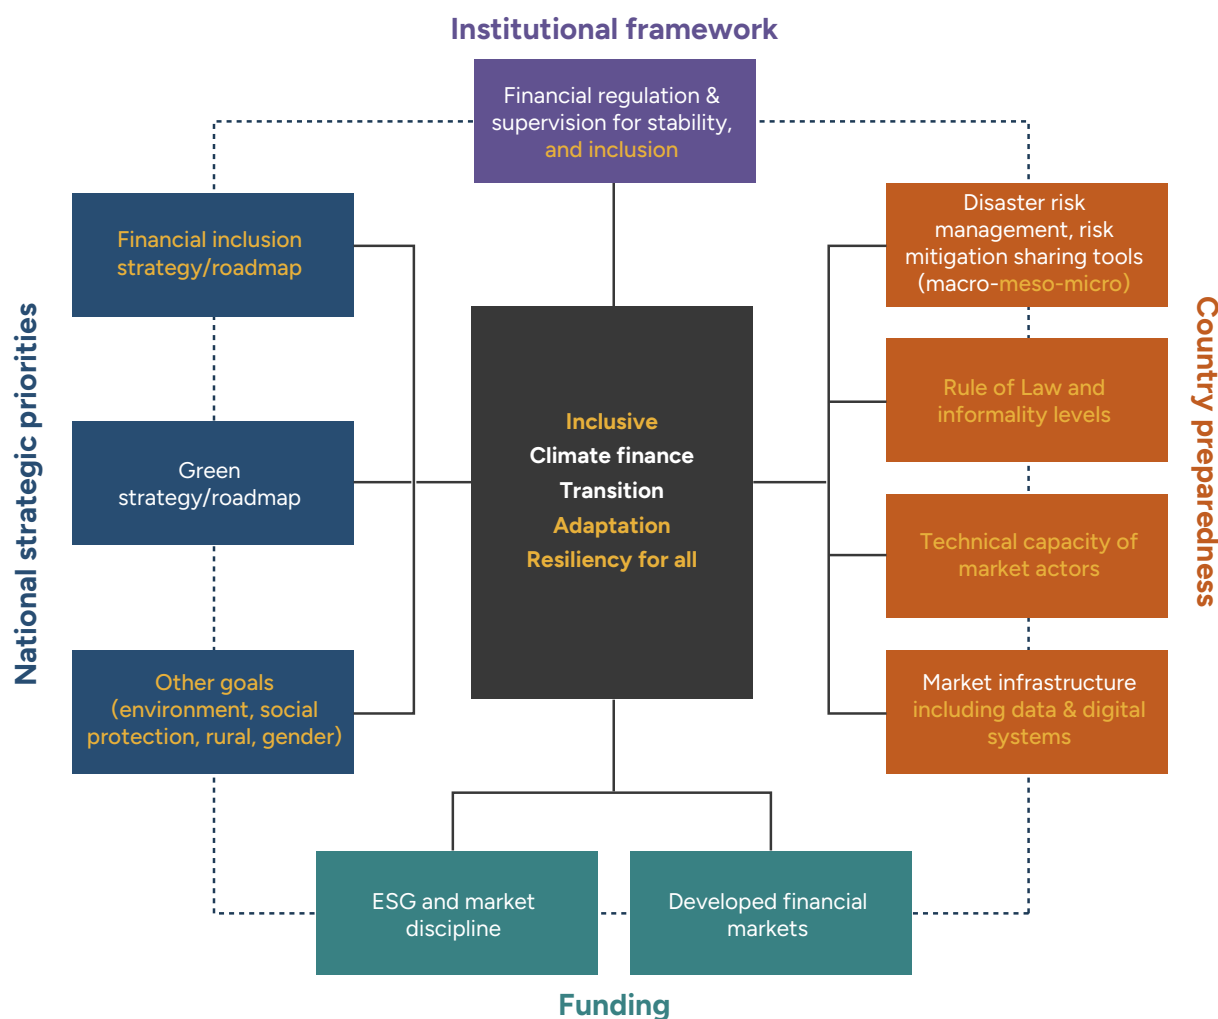 Institutional framework
Financial regulation &
supervision for stability,
and inclusion
National strategic priorities
Financial inclusion
strategy/roadmap
Green
strategy/roadmap
Other goals
(environment, social
protection, rural, gender)
Inclusive
Climate finance
Transition
Adaptation
Resiliency for all
Disaster risk
management, risk
mitigation sharing tools
(macro-meso-micro)
Rule of Law and
informality levels
Technical capacity of
market actors
Market infrastructure
including data & digital
systems
Country preparedness
ESG and market
discipline
Developed financial
markets
Funding